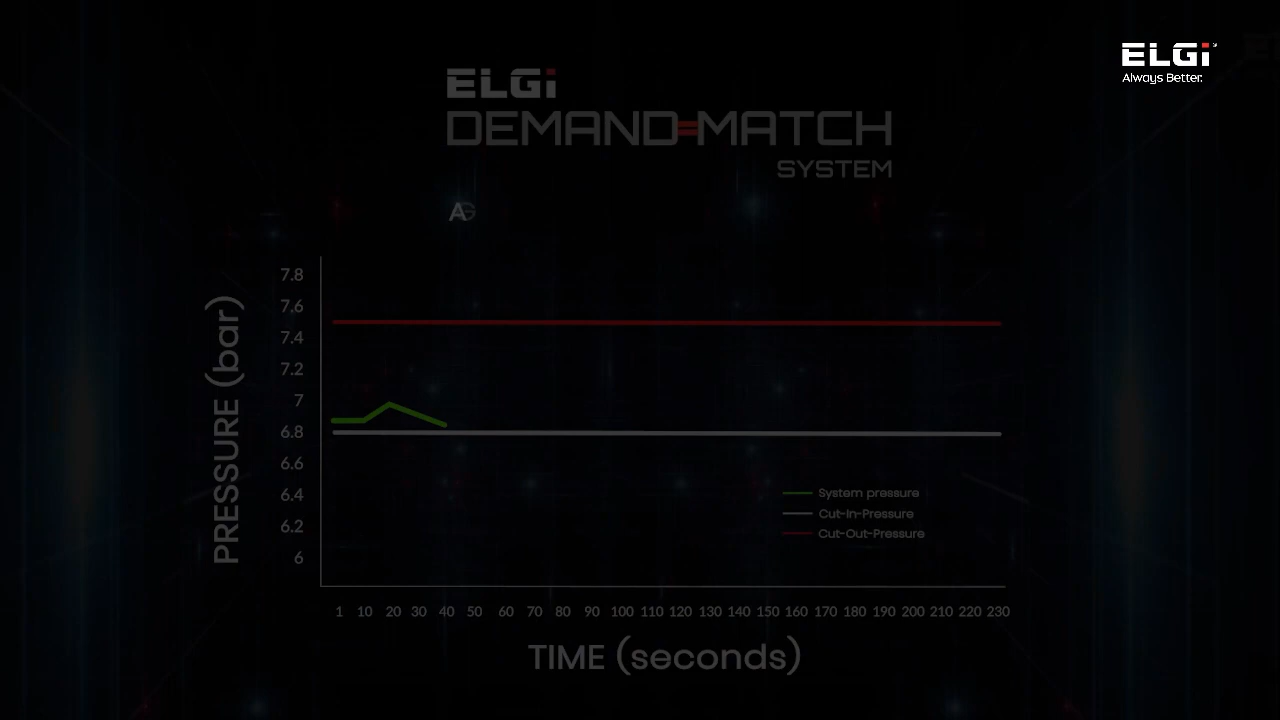 ELGi
Always Better.
ELGi
DEMAND=MATCH
SYSTEM
PRESSURE (bar)
7.8
7.6
7.4
7.2
7
6.8
6.6
6.4
6.2
6
System pressure
Cut-In-Pressure
Cut-Out-Pressure
1 10 20 30 40 50 60 70 80 90 100 110 120 130 140 150 160 170 180 190 200 210 220 230
TIME (seconds)